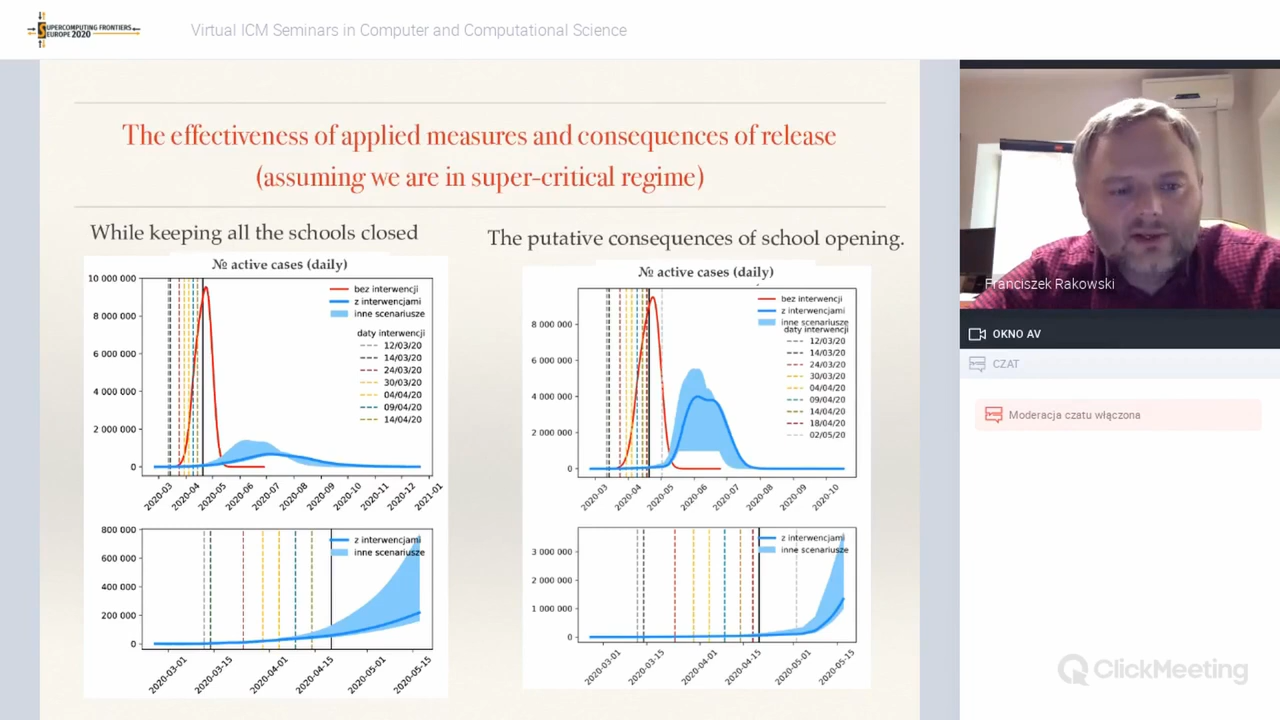 SUPERCOMPUTING FRONTIERS
EUROPE 2020
Virtual ICM Seminars in Computer and Computational Science
The effectiveness of applied measures and consequences of release
(assuming we are in super-critical regime)
While keeping all the schools closed
№ active cases (daily)
10 000 000
8 000 000
6 000 000
4 000 000
2 000 000
0
bez interwencji
z interwencjami
inne scenariusze
daty interwencji
12/03/20
14/03/20
24/03/20
30/03/20
04/04/20
09/04/20
14/04/20
2020-03
2020-04
2020-05
2020-06
2020-07
2020-08
2020-09
2020-10
2020-11
2020-12
2021-01
800 000
600 000
400 000
200 000
0
z interwencjami
inne scenariusze
2020-03-01
2020-03-15
2020-04-01
2020-04-15
2020-05-01
2020-05-15
The putative consequences of school opening.
№ active cases (daily)
8 000 000
6 000 000
4 000 000
2 000 000
0
bez interwencji
z interwencjami
inne scenariusze
daty interwencji
12/03/20
14/03/20
24/03/20
30/03/20
04/04/20
09/04/20
14/04/20
18/04/20
02/05/20
2020-03
2020-04
2020-05
2020-06
2020-07
2020-08
2020-09
2020-10
3 000 000
2 000 000
1 000 000
0
z interwencjami
inne scenariusze
2020-03-01
2020-03-15
2020-04-01
2020-04-15
2020-05-01
2020-05-15
Franciszek Rakowski
OKNO AV
CZAT
Moderacja czatu włączona
ClickMeeting